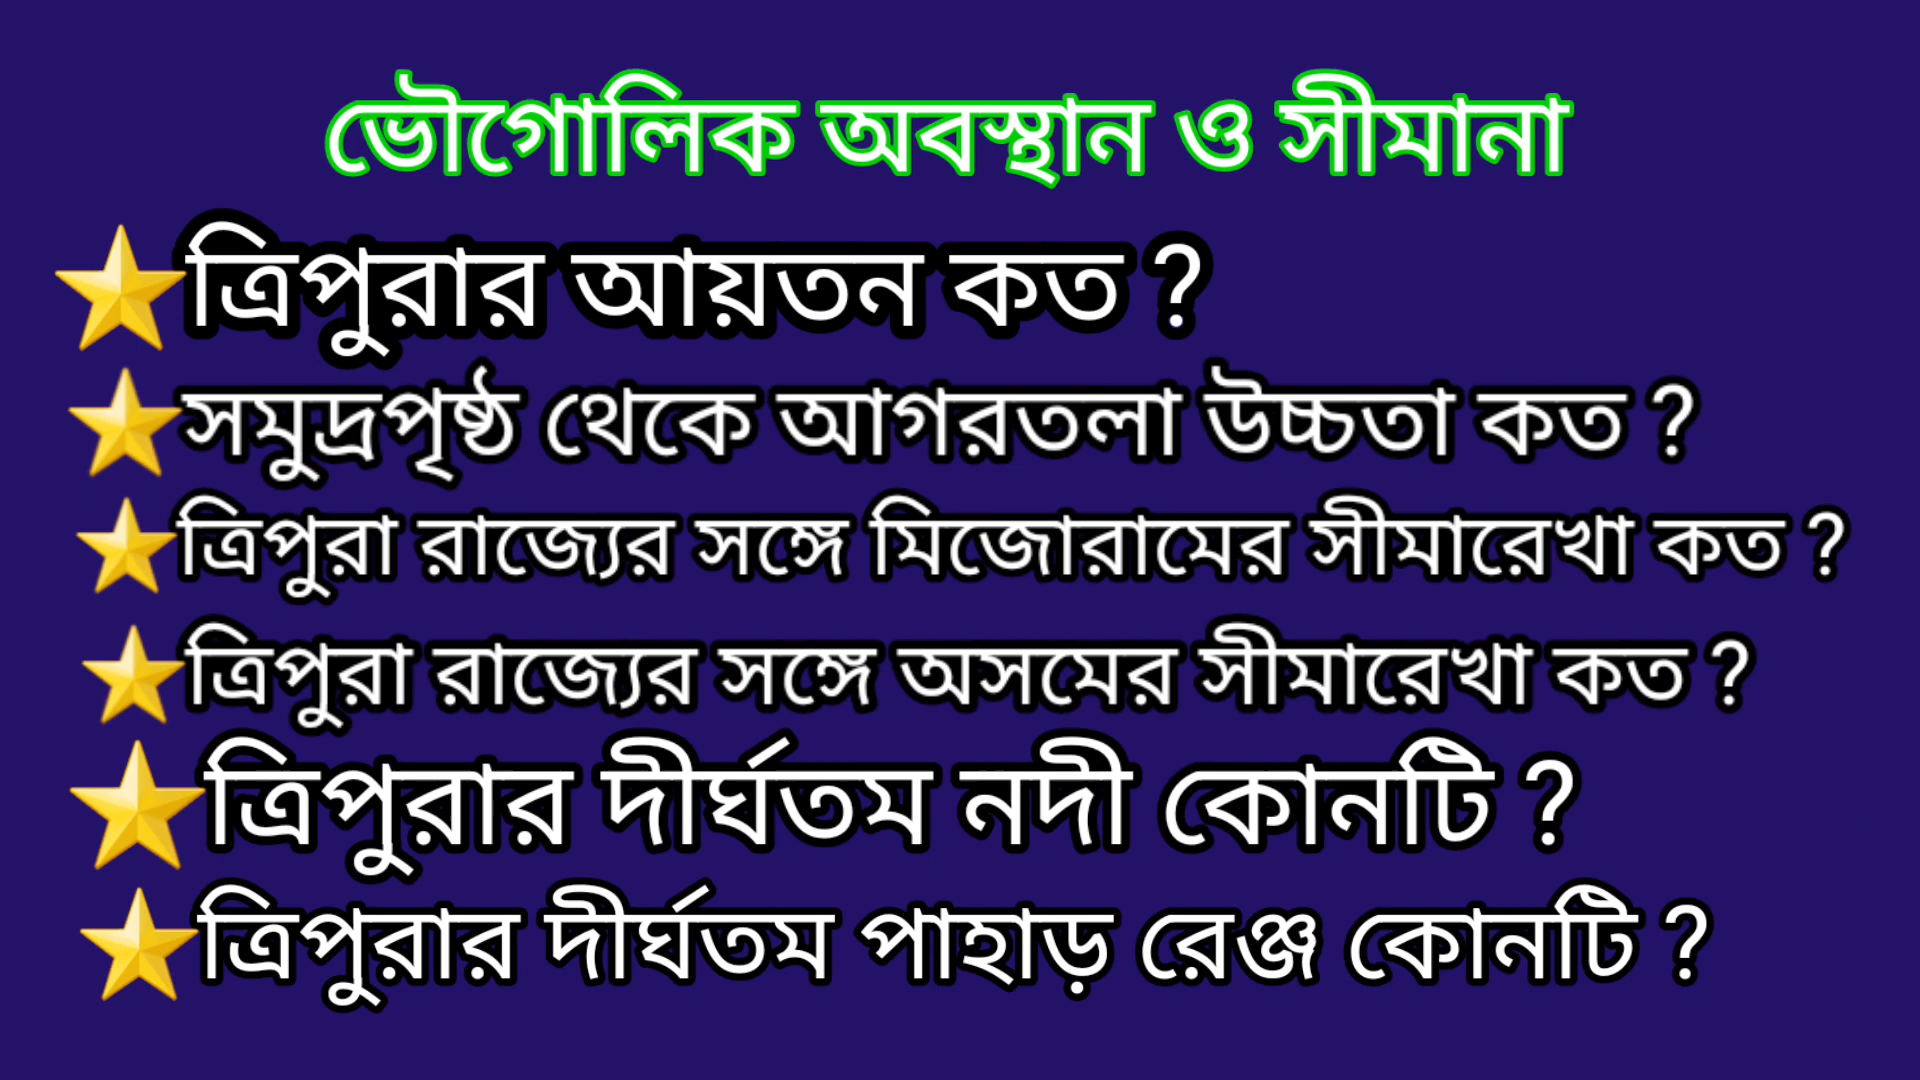 ভৌগোলিক অবস্থান ও সীমানা
⭐ত্রিপুরার আয়তন কত ?
⭐সমুদ্রপৃষ্ঠ থেকে আগরতলা উচ্চতা কত ?
⭐ত্রিপুরা রাজ্যের সঙ্গে মিজোরামের সীমারেখা কত ?
⭐ত্রিপুরা রাজ্যের সঙ্গে অসমের সীমারেখা কত ?
⭐ত্রিপুরার দীর্ঘতম নদী কোনটি ?
⭐ত্রিপুরার দীর্ঘতম পাহাড় রেঞ্জ কোনটি ?